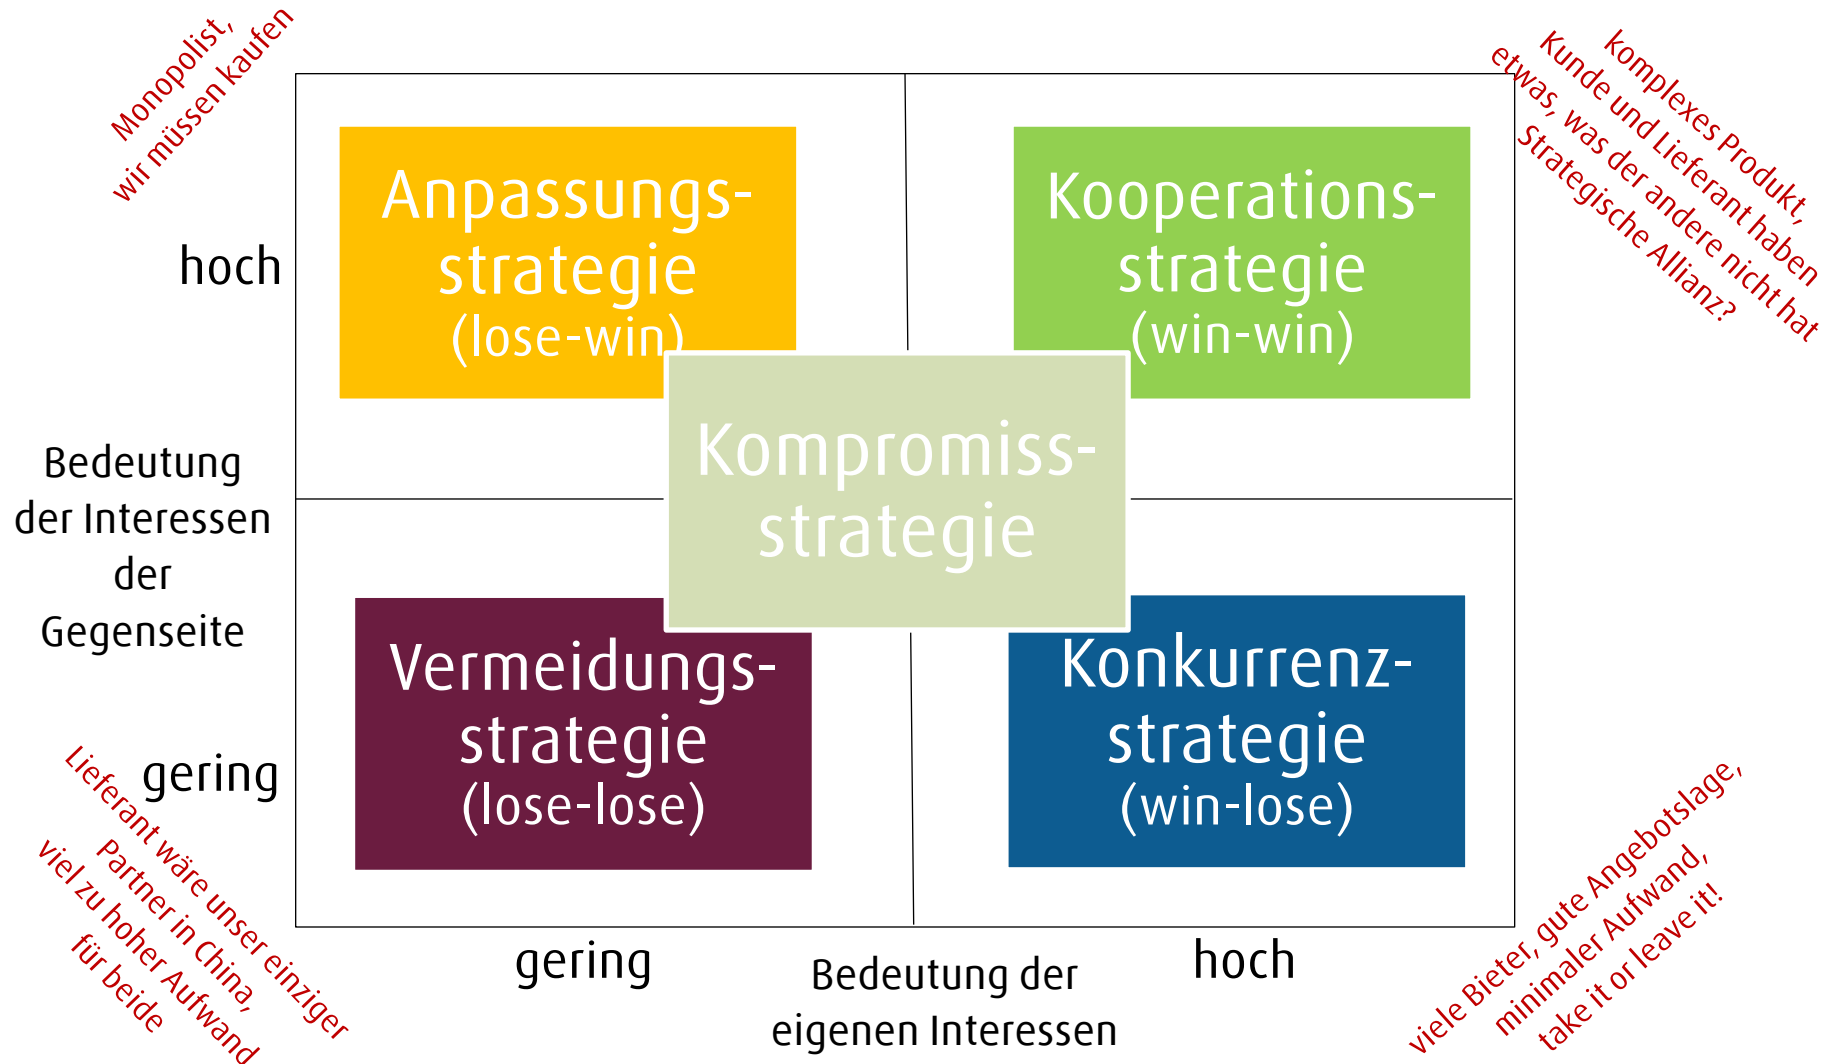 Monopolist,
wir müssen kaufen
komplexes Produkt,
Kunde und Lieferant haben
etwas, was der andere nicht hat
Strategische Allianz?
hoch
Anpassungs-
strategie
(lose-win)
Kooperations-
strategie
(win-win)
Bedeutung
der Interessen
der
Gegenseite
Kompromiss-
strategie
gering
Vermeidungs-
strategie
(lose-lose)
Konkurrenz-
strategie
(win-lose)
Lieferant wäre unser einziger
Partner in China,
viel zu hoher Aufwand
für beide
gering
Bedeutung der
eigenen Interessen
hoch
viele Bieter, gute Angebotslage,
minimaler Aufwand,
take it or leave it!